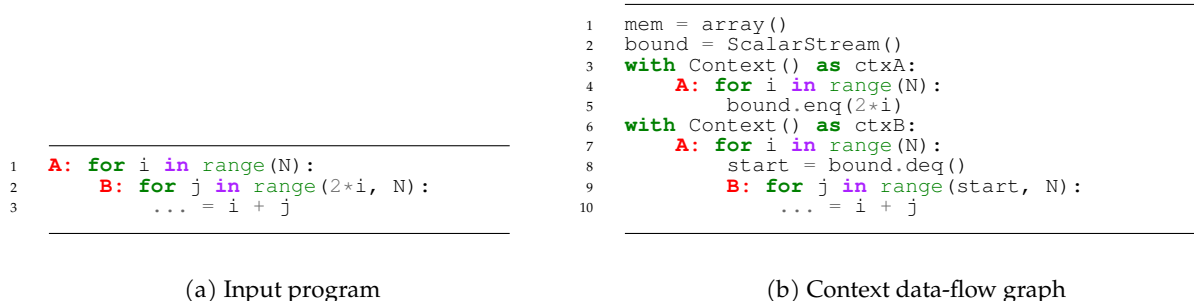 1 A: for i in range(N):
2     B: for j in range(2*i, N):
3         ... = i + j
(a) Input program
1 mem = array()
2 bound = ScalarStream()
3 with Context() as ctxA:
4     A: for i in range(N):
5         bound.enq(2*i)
6 with Context() as ctxB:
7     A: for i in range(N):
8         start = bound.deq()
9         B: for j in range(start, N):
10             ... = i + j
(b) Context data-flow graph